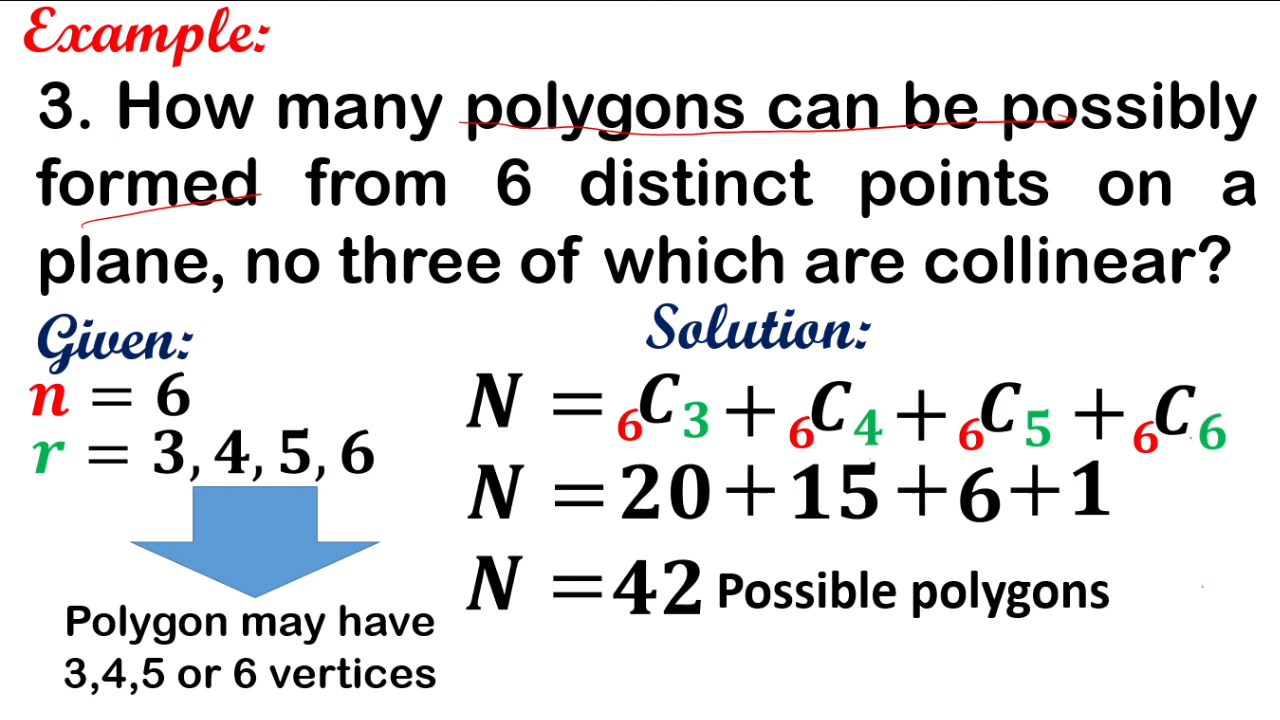 Example:
3. How many polygons can be possibly
formed from 6 distinct points on a
plane, no three of which are collinear?
Given:
n = 6
r = 3, 4, 5, 6
Polygon may have
3,4,5 or 6 vertices
Solution:
N = ₆C₃ + ₆C₄ + ₆C₅ + ₆C₆
N = 20 + 15 + 6 + 1
N = 42 Possible polygons